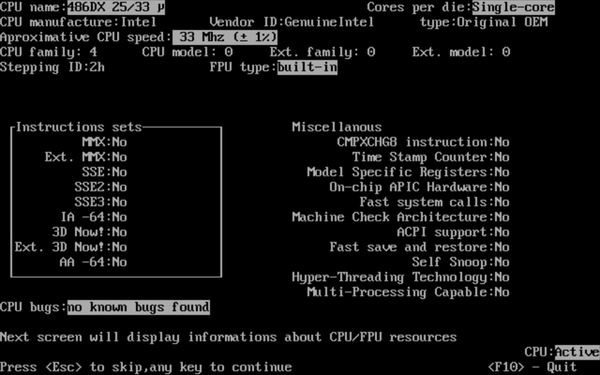 CPU name:486DX 25/33 µ Cores per die:Single-core
CPU manufacture:Intel Vendor ID:GenuineIntel type:Original OEM
Aproximative CPU speed: 33 Mhz (± 1%)
CPU family: 4 CPU model: 0 Ext. family: 0 Ext. model: 0
Stepping ID:2h FPU type:built-in
Instructions sets
MMX:No
Ext. MMX:No
SSE:No
SSE2:No
SSE3:No
IA -64:No
3D Now!:No
Ext. 3D Now!:No
AA -64:No
Miscellanous
CMPXCHG8 instruction:No
Time Stamp Counter:No
Model Specific Registers:No
On-chip APIC Hardware:No
Fast system calls:No
Machine Check Architecture:No
ACPI support:No
Fast save and restore:No
Self Snoop:No
Hyper-Threading Technology:No
Multi-Processing Capable:No
CPU bugs:no known bugs found
Next screen will display informations about CPU/FPU resources
CPU:Active
Press <Esc> to skip,any key to continue <F10> - Quit